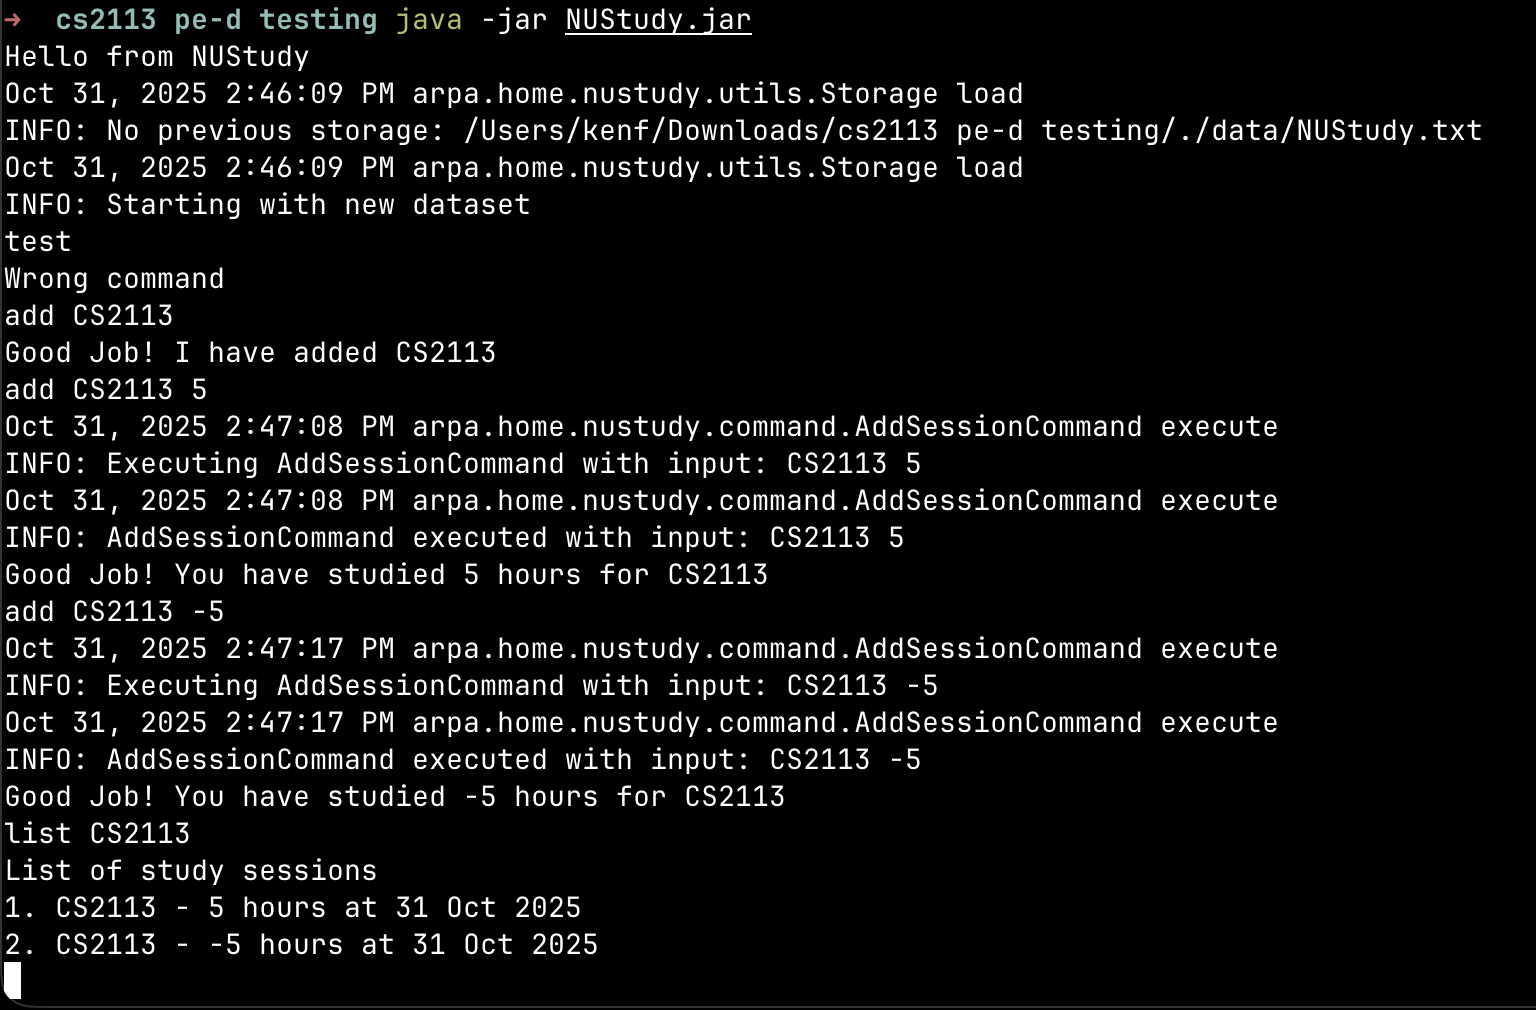 ➜  cs2113 pe-d testing java -jar NUStudy.jar
Hello from NUStudy
Oct 31, 2025 2:46:09 PM arpa.home.nustudy.utils.Storage load
INFO: No previous storage: /Users/kenf/Downloads/cs2113 pe-d testing/./data/NUStudy.txt
Oct 31, 2025 2:46:09 PM arpa.home.nustudy.utils.Storage load
INFO: Starting with new dataset
test
Wrong command
add CS2113
Good Job! I have added CS2113
add CS2113 5
Oct 31, 2025 2:47:08 PM arpa.home.nustudy.command.AddSessionCommand execute
INFO: Executing AddSessionCommand with input: CS2113 5
Oct 31, 2025 2:47:08 PM arpa.home.nustudy.command.AddSessionCommand execute
INFO: AddSessionCommand executed with input: CS2113 5
Good Job! You have studied 5 hours for CS2113
add CS2113 -5
Oct 31, 2025 2:47:17 PM arpa.home.nustudy.command.AddSessionCommand execute
INFO: Executing AddSessionCommand with input: CS2113 -5
Oct 31, 2025 2:47:17 PM arpa.home.nustudy.command.AddSessionCommand execute
INFO: AddSessionCommand executed with input: CS2113 -5
Good Job! You have studied -5 hours for CS2113
list CS2113
List of study sessions
1. CS2113 - 5 hours at 31 Oct 2025
2. CS2113 - -5 hours at 31 Oct 2025